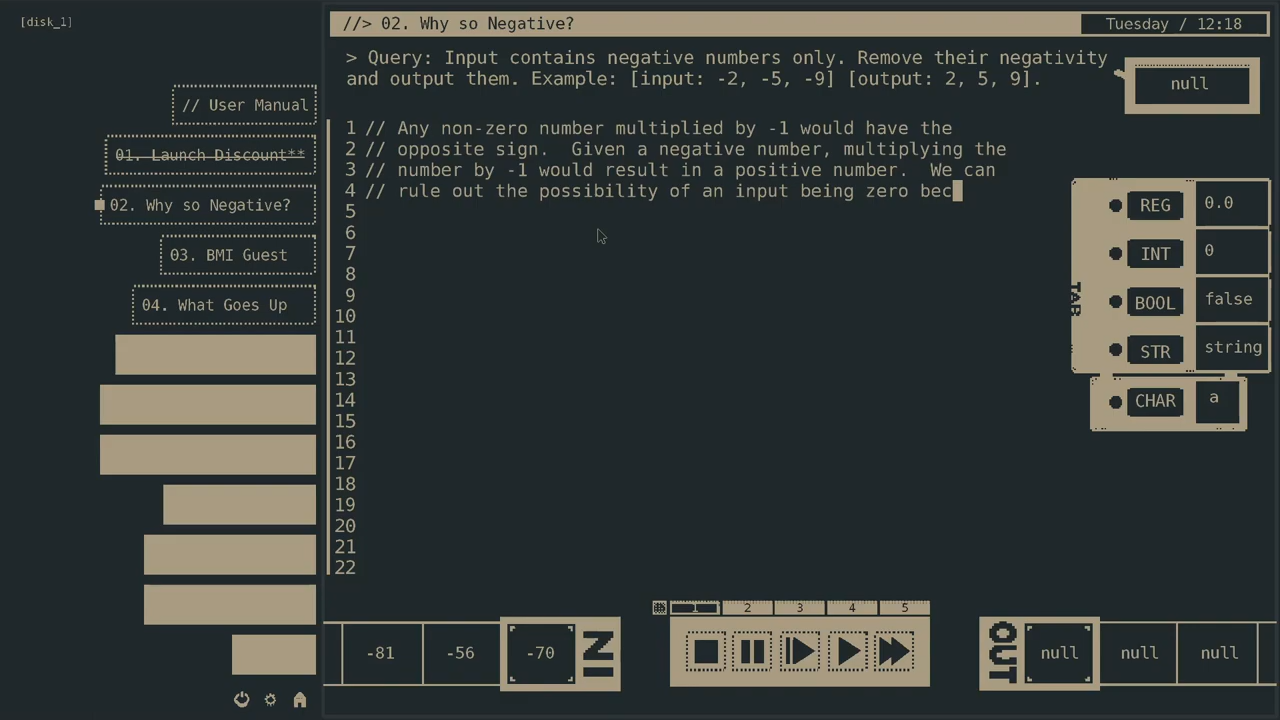 [disk_1]
//> 02. Why so Negative?
Tuesday / 12:18
> Query: Input contains negative numbers only. Remove their negativity
and output them. Example: [input: -2, -5, -9] [output: 2, 5, 9].
null
// User Manual
01. Launch Discount**
02. Why so Negative?
03. BMI Guest
04. What Goes Up
1 // Any non-zero number multiplied by -1 would have the
2 // opposite sign.  Given a negative number, multiplying the
3 // number by -1 would result in a positive number.  We can
4 // rule out the possibility of an input being zero bec
5
6
7
8
9
10
11
12
13
14
15
16
17
18
19
20
21
22
TAR
REG 0.0
INT 0
BOOL false
STR string
CHAR a
1 2 3 4 5
-81 -56 -70 IN
OUT null null null